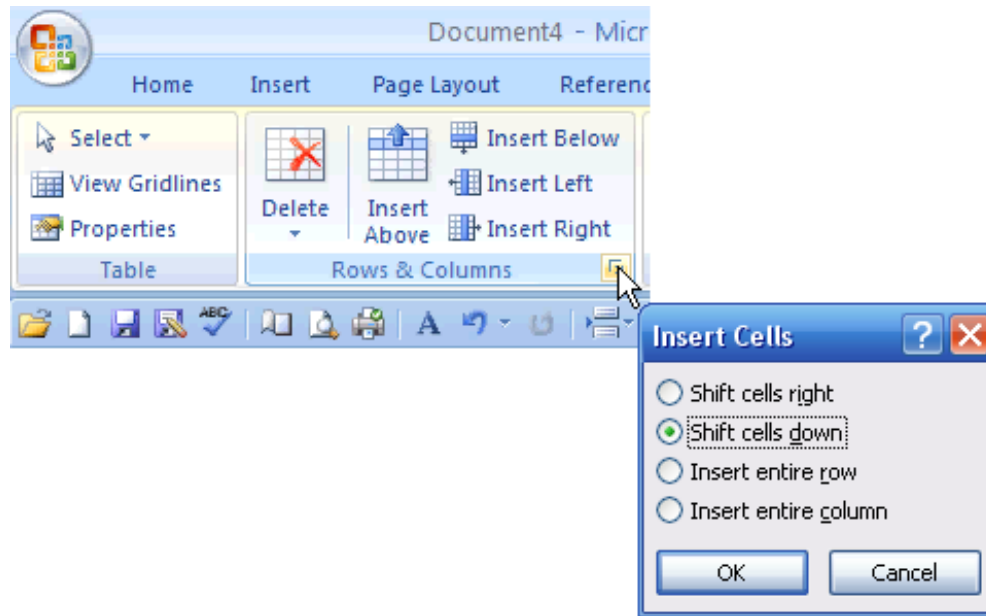 Document4 - Micr
Home Insert Page Layout Referenc
Select
View Gridlines
Properties
Table
Delete
Insert Above
Insert Below
Insert Left
Insert Right
Rows & Columns
ABC
A
Insert Cells ?
Shift cells right
Shift cells down
Insert entire row
Insert entire column
OK Cancel